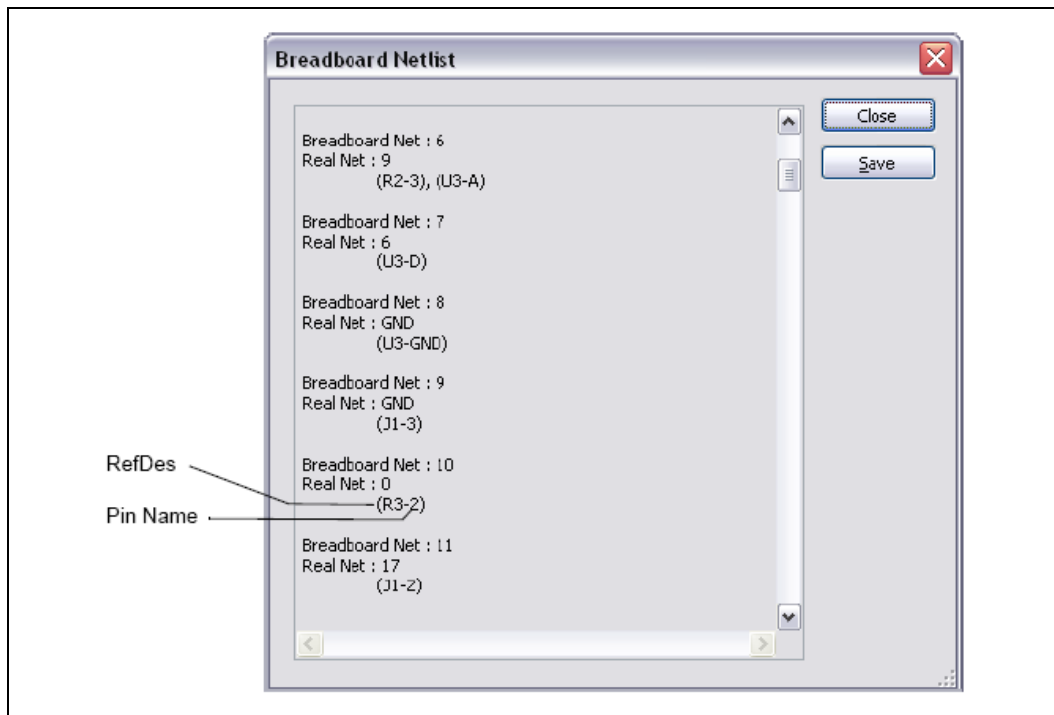 Breadboard Netlist
Close
Save
Breadboard Net : 6
Real Net : 9
(R2-3), (U3-A)
Breadboard Net : 7
Real Net : 6
(U3-D)
Breadboard Net : 8
Real Net : GND
(U3-GND)
Breadboard Net : 9
Real Net : GND
(J1-3)
RefDes
Breadboard Net : 10
Real Net : 0
(R3-2)
Pin Name
Breadboard Net : 11
Real Net : 17
(J1-2)